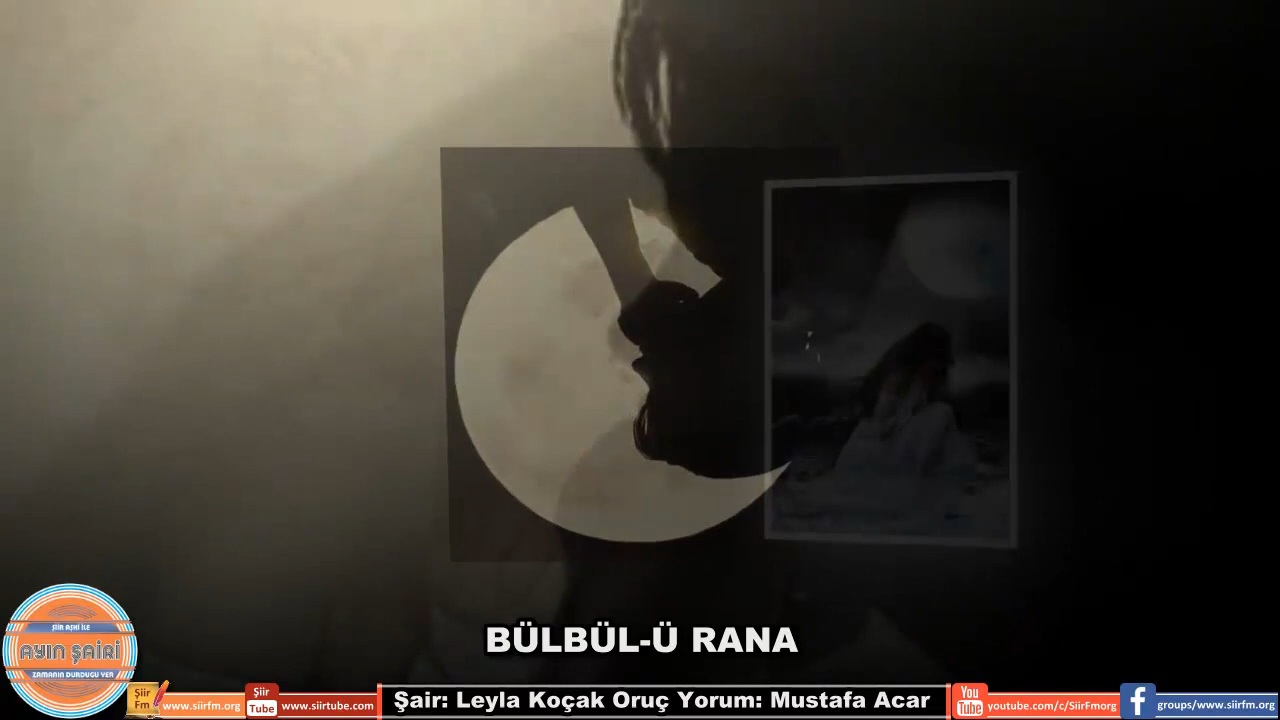 BÜLBÜL-Ü RANA
ŞİİR AŞKI İLE
AYIN ŞAİRİ
ZAMANIN DURDUĞU YER
Şiir
Fm
www.siirfm.org
Şiir
Tube
www.siirtube.com
Şair: Leyla Koçak Oruç Yorum: Mustafa Acar
You
Tube
youtube.com/c/SiirFmorg
f
groups/www.siirfm.org